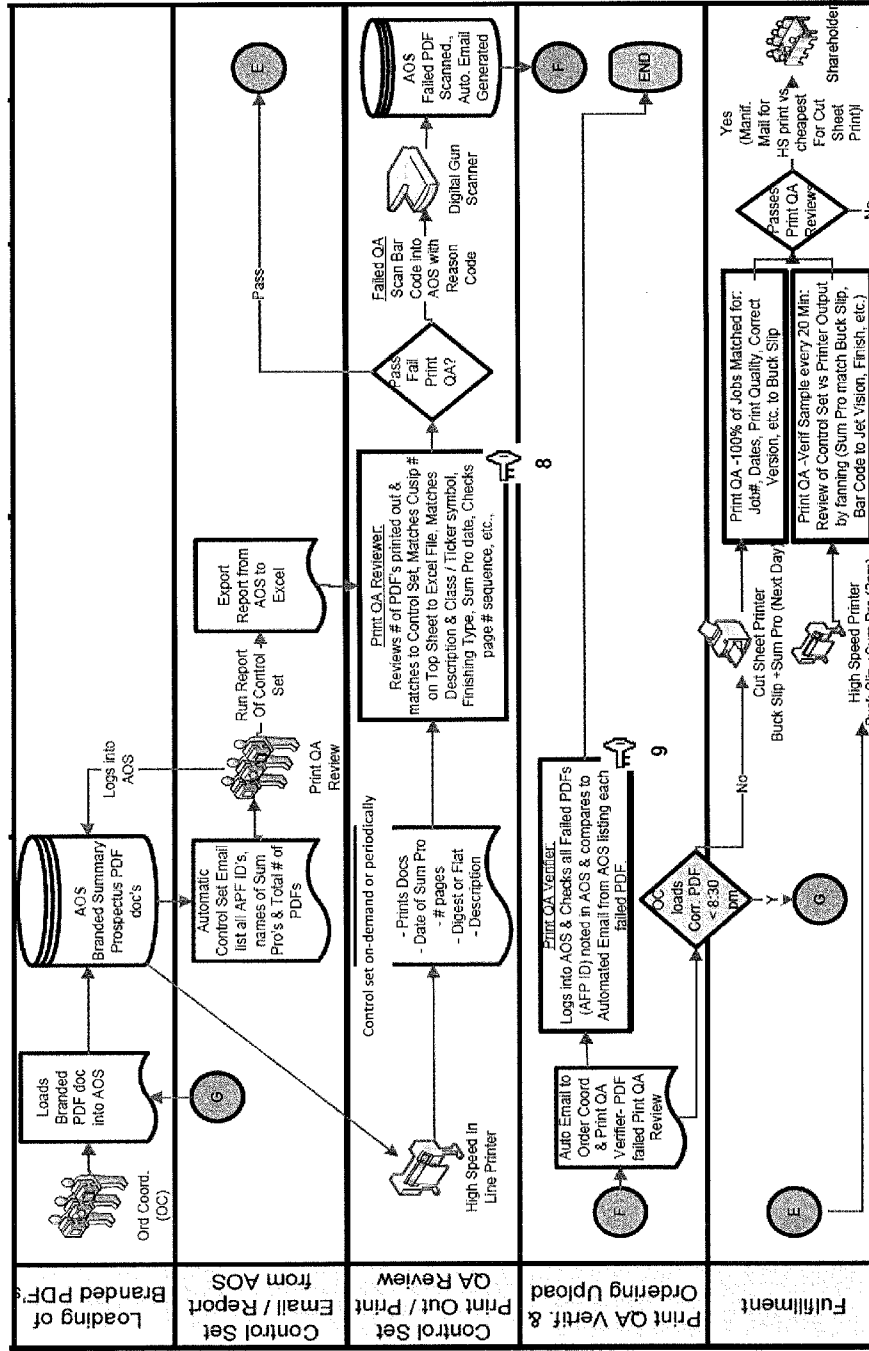 Loading of
Branded PDF's
Ord Coord.
(OC)
Loads
Branded
PDF doc
into AOS
G
AOS
Branded Summary
Prospectus PDF
doc's
Logs into
AOS
Control Set
Email / Report
from AOS
Automatic
Control Set Email
list all APF ID's,
names of Sum
Pro's & Total # of
PDFs
Print QA
Review
Run Report
Of Control
Set
Export
Report from
AOS to
Excel
Pass
E
Control Set
Print Out / Print
QA Review
High Speed In
Line Printer
Control set on-demand or periodically
- Prints Docs
- Date of Sum Pro
- # pages
- Digest or Flat
- Description
Print QA Reviewer:
Reviews # of PDF's printed out &
matches to Control Set, Matches Cusip #
on Top Sheet to Excel File, Matches
Description & Class / Ticker symbol,
Finishing Type, Sum Pro date, Checks
page # sequence, etc.,
8
Pass
Fail
Print
QA?
Failed QA
Scan Bar
Code into
AOS with
Reason
Code
Digital Gun
Scanner
AOS
Failed PDF
Scanned.,
Auto. Email
Generated
F
Print QA Vertif. &
Ordering Upload
F
Auto Email to
Order Coord
& Print QA
Verifier- PDF
failed Pint QA
Review
Print QA Verifier:
Logs into AOS & Checks all Failed PDFs
(AFP ID) noted in AOS & compares to
Automated Email from AOS listing each
failed PDF.
9
OC
loads
Corr. PDF
< 8:30
pm
No
Y
G
END
Fulfillment
E
Cut Sheet Printer
Buck Slip +Sum Pro (Next Day)
High Speed Printer
Print QA -100% of Jobs Matched for:
Job#, Dates, Print Quality, Correct
Version, etc. to Buck Slip
Print QA -Verif Sample every 20 Min:
Review of Control Set vs Printer Output
by fanning (Sum Pro match Buck Slip,
Bar Code to Jet Vision, Finish, etc.)
Passes
Print QA
Reviews
No
Yes
(Manif.
Mail for
HS print vs
cheapest
For Cut
Sheet
Print)l
Shareholder